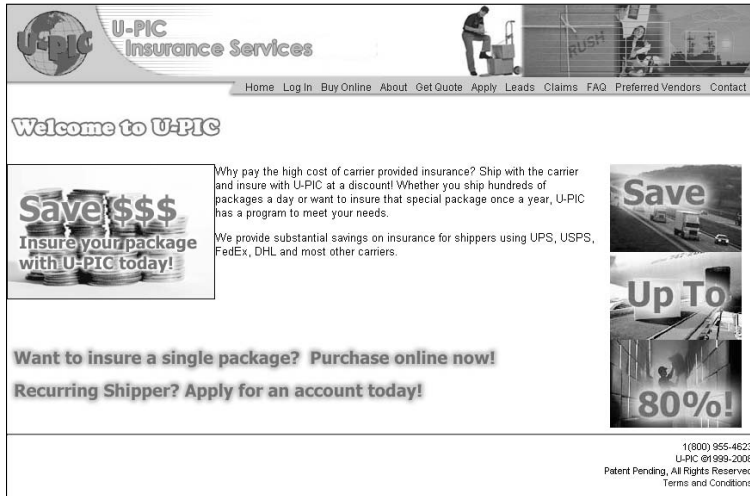 U-PIC
U-PIC
Insurance Services
RUSH
Home Log In Buy Online About Get Quote Apply Leads Claims FAQ Preferred Vendors Contact
Welcome to U-PIC
Save $$$
Insure your package
with U-PIC today!
Why pay the high cost of carrier provided insurance? Ship with the carrier
and insure with U-PIC at a discount! Whether you ship hundreds of
packages a day or want to insure that special package once a year, U-PIC
has a program to meet your needs.
We provide substantial savings on insurance for shippers using UPS, USPS,
FedEx, DHL and most other carriers.
Save
Up To
80%!
Want to insure a single package? Purchase online now!
Recurring Shipper? Apply for an account today!
1(800) 955-4623
U-PIC ©1999-2008
Patent Pending, All Rights Reserved
Terms and Conditions